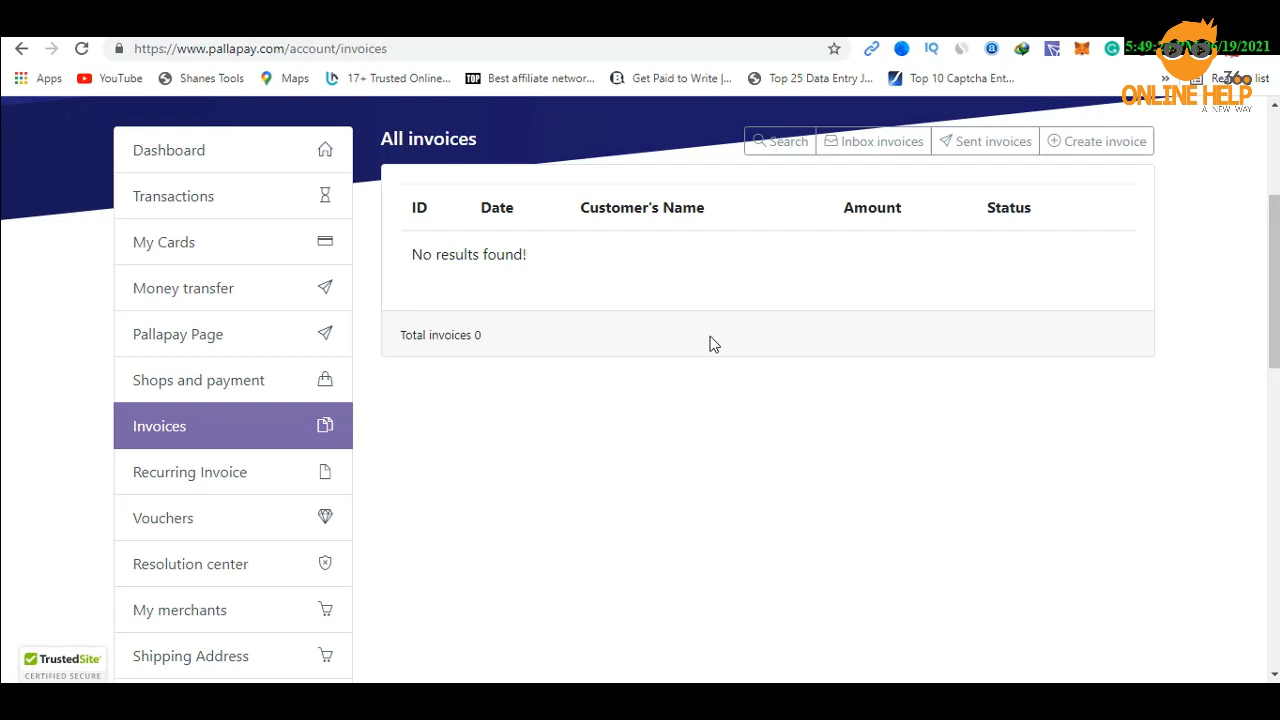 https://www.pallapay.com/account/invoices
Apps YouTube Shanes Tools Maps 17+ Trusted Online... TOP Best affiliate networ... Get Paid to Write |... Top 25 Data Entry J... Top 10 Captcha Ent... »
ONLINE HELP
360
A NEW WAY
Dashboard
Transactions
My Cards
Money transfer
Pallapay Page
Shops and payment
Invoices
Recurring Invoice
Vouchers
Resolution center
My merchants
Shipping Address
All invoices
Search Inbox invoices Sent invoices Create invoice
ID Date Customer's Name Amount Status
No results found!
Total invoices 0
TrustedSite
CERTIFIED SECURE